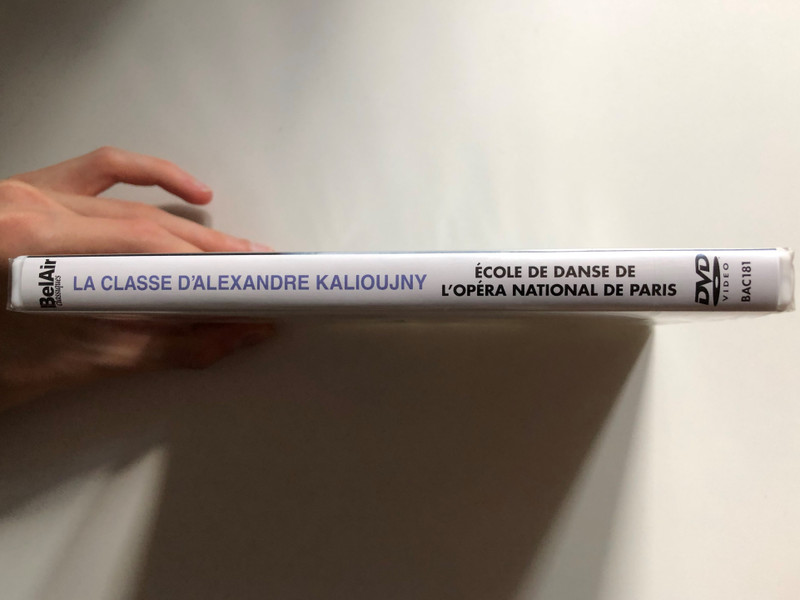 BelAir
classiques
LA CLASSE D'ALEXANDRE KALIOUJNY
ÉCOLE DE DANSE DE
L'OPÉRA NATIONAL DE PARIS
DVD
VIDEO
BAC181